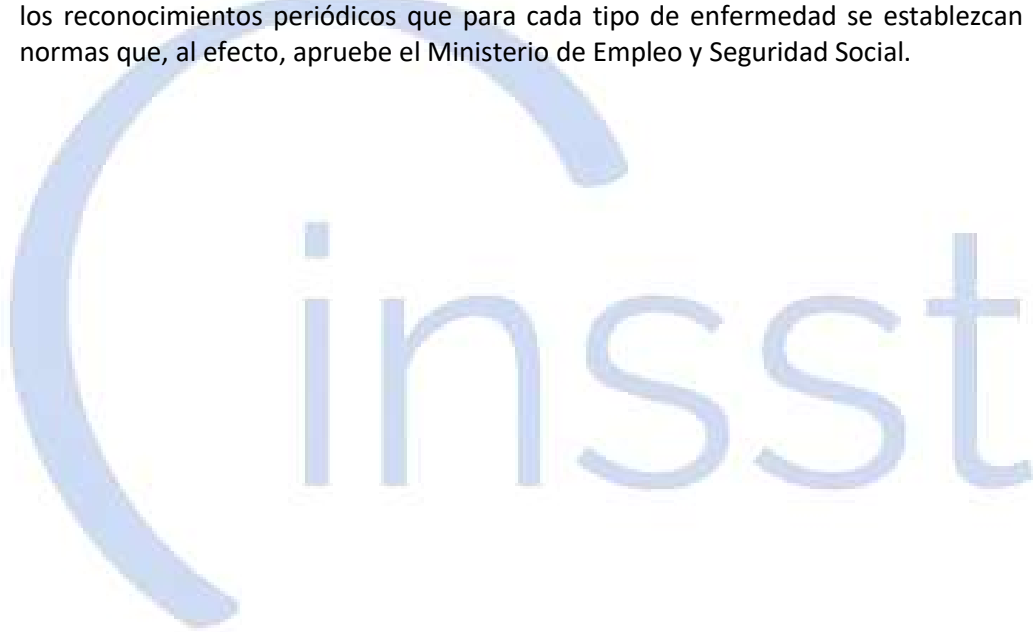 los reconocimientos periódicos que para cada tipo de enfermedad se establezcan
normas que, al efecto, apruebe el Ministerio de Empleo y Seguridad Social.
insst